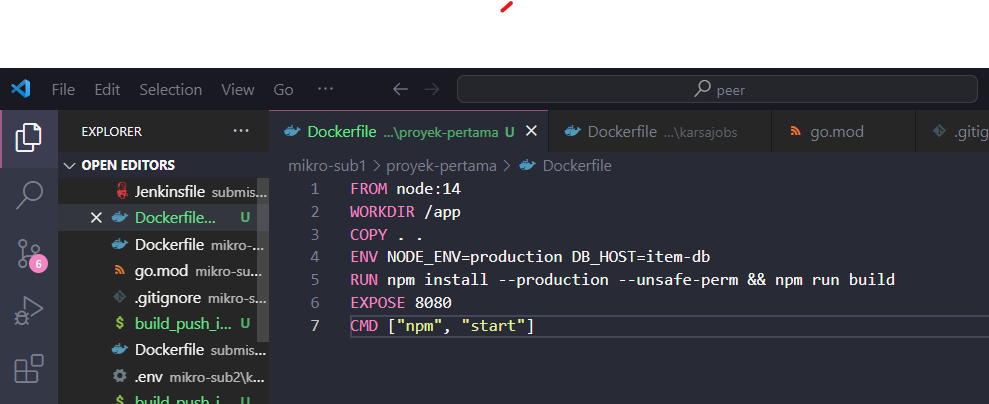 File Edit Selection View Go ··· peer
EXPLORER ···
Dockerfile ...\proyek-pertama U
Dockerfile ...\karsajobs
go.mod
.gitig
OPEN EDITORS
Jenkinsfile submis...
Dockerfile... U
Dockerfile mikro-...
go.mod mikro-su...
.gitignore mikro-s...
build_push_i... U
Dockerfile submis...
.env mikro-sub2\k...
build_push_i... U
6
mikro-sub1 > proyek-pertama > Dockerfile
1 FROM node:14
2 WORKDIR /app
3 COPY . .
4 ENV NODE_ENV=production DB_HOST=item-db
5 RUN npm install --production --unsafe-perm && npm run build
6 EXPOSE 8080
7 CMD ["npm", "start"]